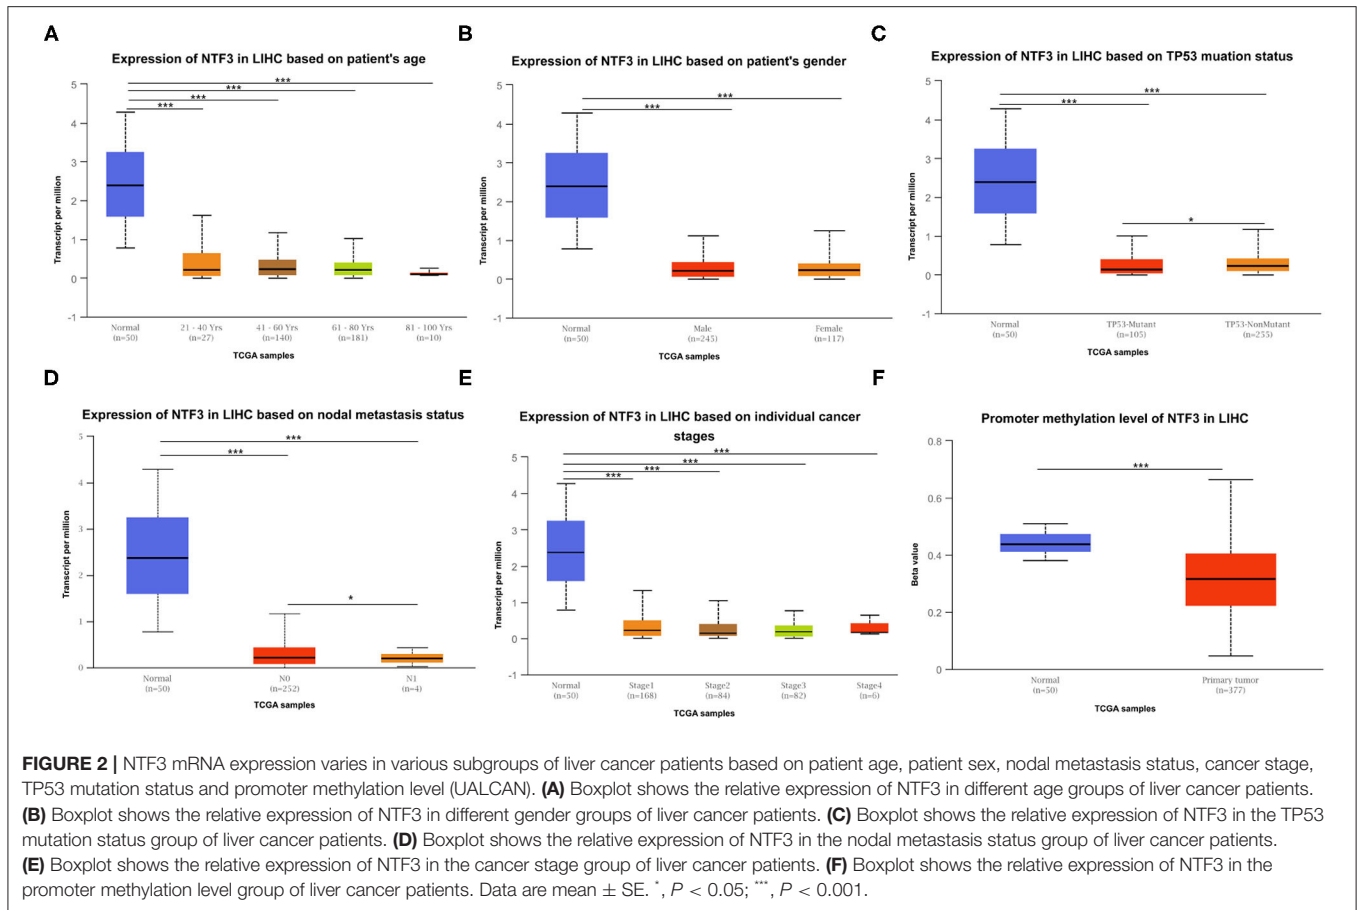 A
Expression of NTF3 in LIHC based on patient's age
***
***
***
***
5
4
3
2
1
0
-1
Transcript per million
Normal
(n=50)
21 - 40 Yrs
(n=27)
41 - 60 Yrs
(n=140)
61 - 80 Yrs
(n=181)
81 - 100 Yrs
(n=10)
TCGA samples
B
Expression of NTF3 in LIHC based on patient's gender
***
***
5
4
3
2
1
0
-1
Transcript per million
Normal
(n=50)
Male
(n=245)
Female
(n=117)
TCGA samples
C
Expression of NTF3 in LIHC based on TP53 muation status
***
***
*
5
4
3
2
1
0
-1
Transcript per million
Normal
(n=50)
TP53-Mutant
(n=105)
TP53-NonMutant
(n=255)
TCGA samples
D
Expression of NTF3 in LIHC based on nodal metastasis status
***
***
*
5
4
3
2
1
0
Transcript per million
Normal
(n=50)
N0
(n=252)
N1
(n=4)
TCGA samples
E
Expression of NTF3 in LIHC based on individual cancer
stages
***
***
***
***
5
4
3
2
1
0
-1
Transcript per million
Normal
(n=50)
Stage1
(n=168)
Stage2
(n=84)
Stage3
(n=82)
Stage4
(n=6)
TCGA samples
F
Promoter methylation level of NTF3 in LIHC
***
0.8
0.6
0.4
0.2
0
Beta value
Normal
(n=50)
Primary tumor
(n=377)
TCGA samples
FIGURE 2 | NTF3 mRNA expression varies in various subgroups of liver cancer patients based on patient age, patient sex, nodal metastasis status, cancer stage,
TP53 mutation status and promoter methylation level (UALCAN). (A) Boxplot shows the relative expression of NTF3 in different age groups of liver cancer patients.
(B) Boxplot shows the relative expression of NTF3 in different gender groups of liver cancer patients. (C) Boxplot shows the relative expression of NTF3 in the TP53
mutation status group of liver cancer patients. (D) Boxplot shows the relative expression of NTF3 in the nodal metastasis status group of liver cancer patients.
(E) Boxplot shows the relative expression of NTF3 in the cancer stage group of liver cancer patients. (F) Boxplot shows the relative expression of NTF3 in the
promoter methylation level group of liver cancer patients. Data are mean ± SE. *, P < 0.05; ***, P < 0.001.